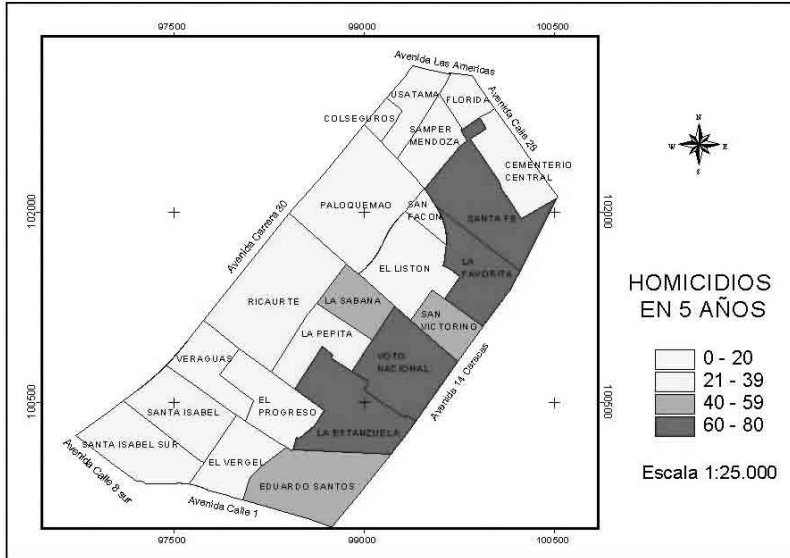 97500 99000 100500
Avenida Las Americas
USATAMA
FLORIDA
Avenida Calle 26
COLSEGUROS
SAMPER
MENDOZA
CEMENTERIO
CENTRAL
N
W E
S
102000
Avenida Carrera 30
PALOQUEMAO
SAN
FACON
SANTA FE
102000
EL LISTON
LA
FAVORITA
RICAURTE
LA SABANA
SAN
VICTORINO
LA PEPITA
VERAGUAS
VOTO
NACIONAL
Avenida 14 Caracas
100500
EL
PROGRESO
100500
SANTA ISABEL
LA ESTANZUELA
SANTA ISABEL SUR
EL VERGEL
Avenida Calle 8 sur
EDUARDO SANTOS
Avenida Calle 1
97500 99000 100500
HOMICIDIOS
EN 5 AÑOS
0 - 20
21 - 39
40 - 59
60 - 80
Escala 1:25.000